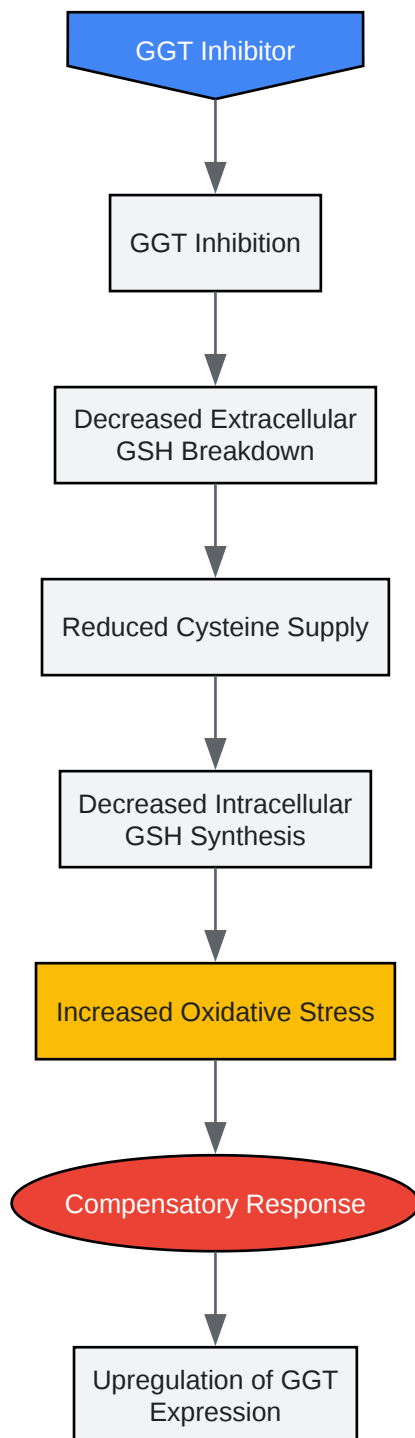 GGT Inhibitor
GGT Inhibition
Decreased Extracellular
GSH Breakdown
Reduced Cysteine Supply
Decreased Intracellular
GSH Synthesis
Increased Oxidative Stress
Compensatory Response
Upregulation of GGT
Expression